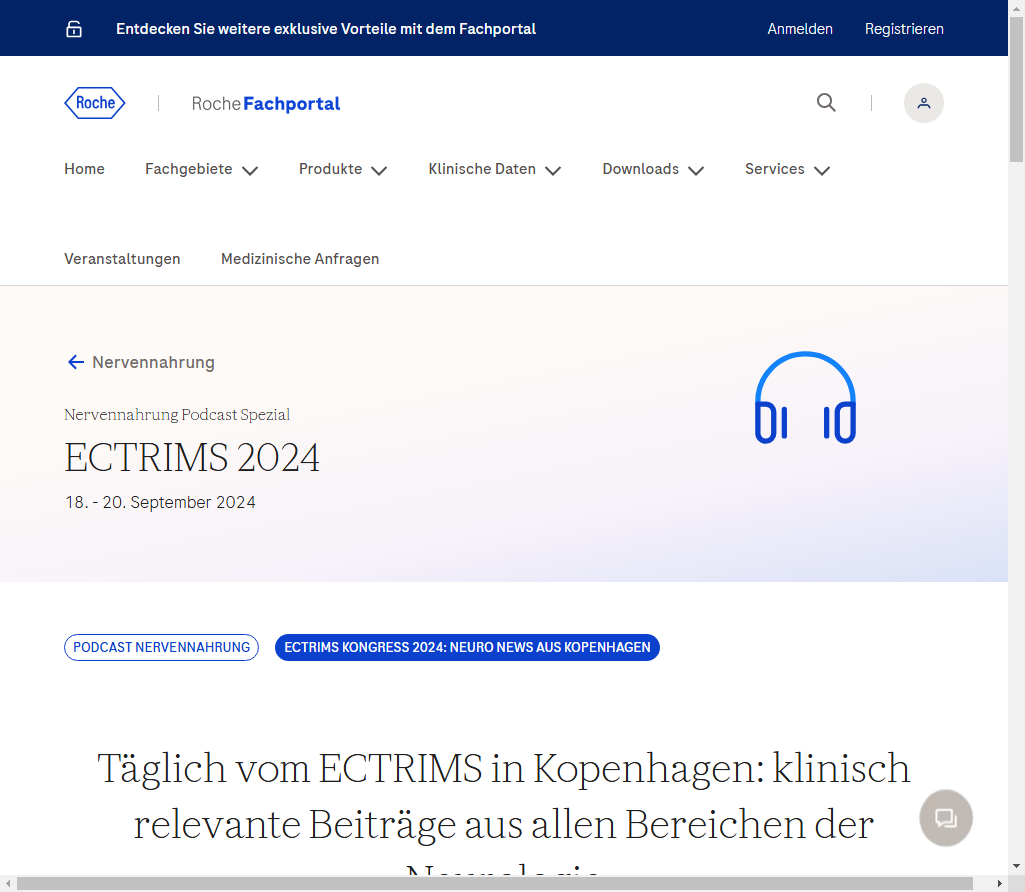 Entdecken Sie weitere exklusive Vorteile mit dem Fachportal
Anmelden
Registrieren
Roche
Roche Fachportal
Home
Fachgebiete
Produkte
Klinische Daten
Downloads
Services
Veranstaltungen
Medizinische Anfragen
Nervennahrung
Nervennahrung Podcast Spezial
ECTRIMS 2024
18. - 20. September 2024
PODCAST NERVENNAHRUNG
ECTRIMS KONGRESS 2024: NEURO NEWS AUS KOPENHAGEN
Täglich vom ECTRIMS in Kopenhagen: klinisch
relevante Beiträge aus allen Bereichen der